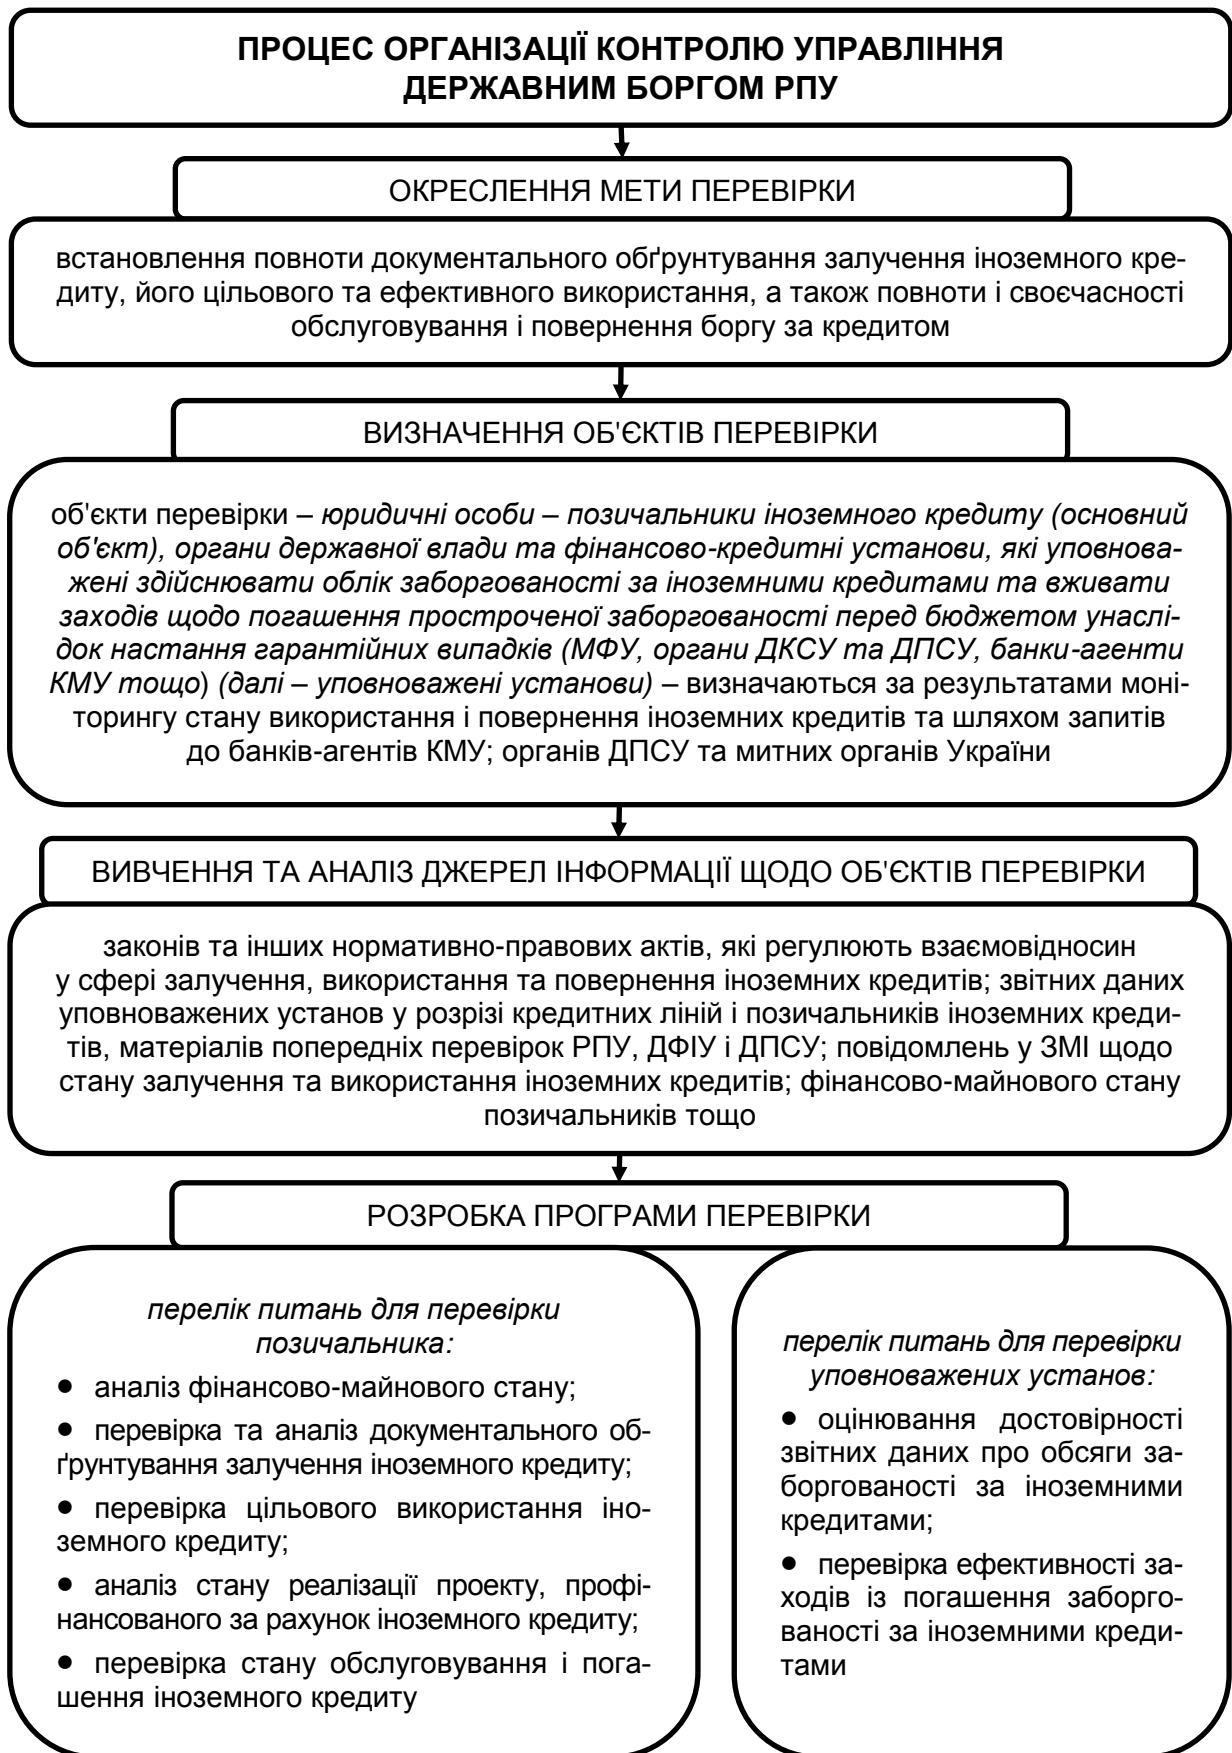 ПРОЦЕС ОРГАНІЗАЦІЇ КОНТРОЛЮ УПРАВЛІННЯ
ДЕРЖАВНИМ БОРГОМ РПУ
ОКРЕСЛЕННЯ МЕТИ ПЕРЕВІРКИ
встановлення повноти документального обґрунтування залучення іноземного кре-
диту, його цільового та ефективного використання, а також повноти і своєчасності
обслуговування і повернення боргу за кредитом
ВИЗНАЧЕННЯ ОБ'ЄКТІВ ПЕРЕВІРКИ
об'єкти перевірки – юридичні особи – позичальники іноземного кредиту (основний
об'єкт), органи державної влади та фінансово-кредитні установи, які уповнова-
жені здійснювати облік заборгованості за іноземними кредитами та вживати
заходів щодо погашення простроченої заборгованості перед бюджетом унаслі-
док настання гарантійних випадків (МФУ, органи ДКСУ та ДПСУ, банки-агенти
КМУ тощо) (далі – уповноважені установи) – визначаються за результатами моні-
торингу стану використання і повернення іноземних кредитів та шляхом запитів
до банків-агентів КМУ; органів ДПСУ та митних органів України
ВИВЧЕННЯ ТА АНАЛІЗ ДЖЕРЕЛ ІНФОРМАЦІЇ ЩОДО ОБ'ЄКТІВ ПЕРЕВІРКИ
законів та інших нормативно-правових актів, які регулюють взаємовідносин
у сфері залучення, використання та повернення іноземних кредитів; звітних даних
уповноважених установ у розрізі кредитних ліній і позичальників іноземних креди-
тів, матеріалів попередніх перевірок РПУ, ДФІУ і ДПСУ; повідомлень у ЗМІ щодо
стану залучення та використання іноземних кредитів; фінансово-майнового стану
позичальників тощо
РОЗРОБКА ПРОГРАМИ ПЕРЕВІРКИ
перелік питань для перевірки
позичальника:
● аналіз фінансово-майнового стану;
● перевірка та аналіз документального об-
ґрунтування залучення іноземного кредиту;
● перевірка цільового використання іно-
земного кредиту;
● аналіз стану реалізації проекту, профі-
нансованого за рахунок іноземного кредиту;
● перевірка стану обслуговування і пога-
шення іноземного кредиту
перелік питань для перевірки
уповноважених установ:
● оцінювання достовірності
звітних даних про обсяги за-
боргованості за іноземними
кредитами;
● перевірка ефективності за-
ходів із погашення заборго-
ваності за іноземними креди-
тами